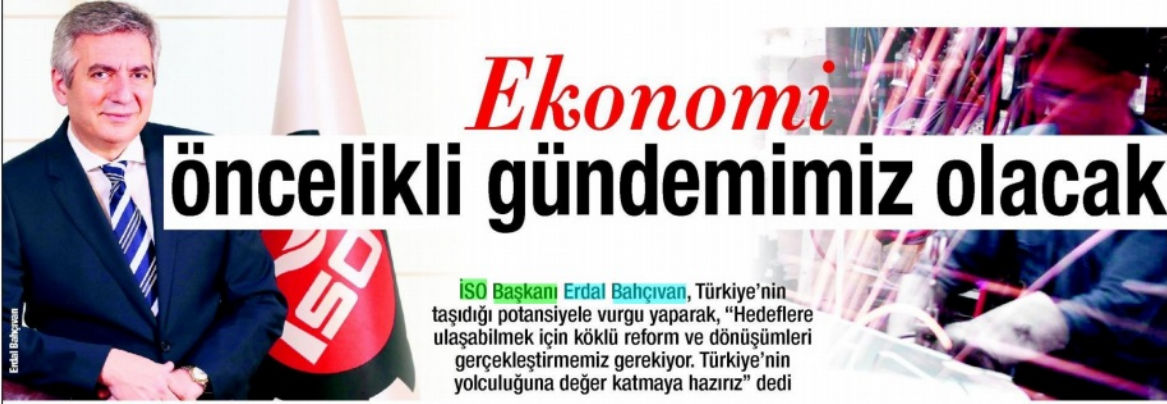 Ekonomi
öncelikli gündemimiz olacak
İSO Başkanı Erdal Bahçıvan, Türkiye’nin
taşıdığı potansiyele vurgu yaparak, “Hedeflere
ulaşabilmek için köklü reform ve dönüşümleri
gerçekleştirmemiz gerekiyor. Türkiye’nin
yolculuğuna değer katmaya hazırız” dedi
Erdal Bahçıvan
ISO